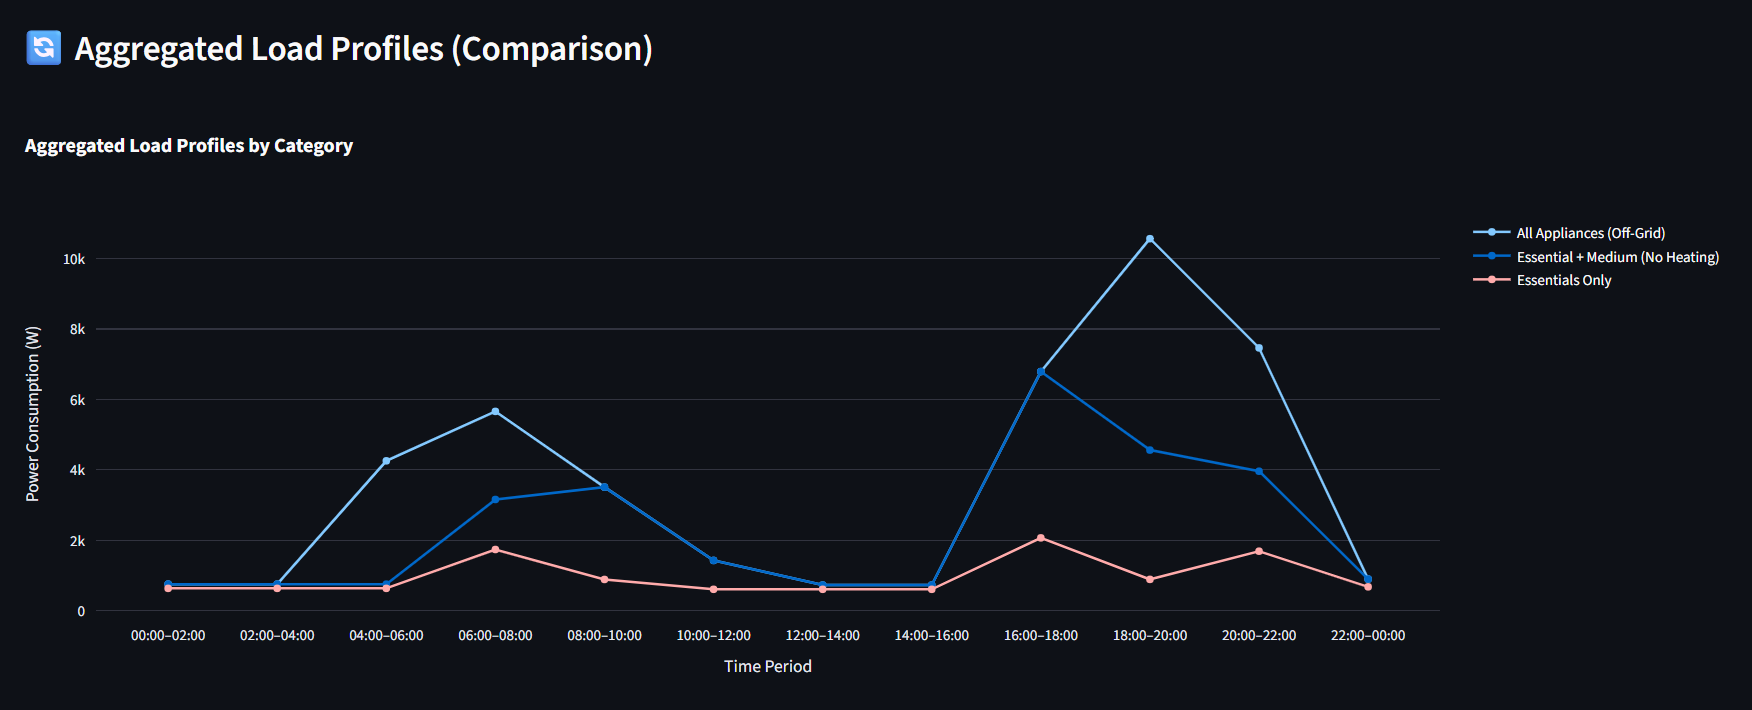 Aggregated Load Profiles (Comparison)
Aggregated Load Profiles by Category
All Appliances (Off-Grid)
Essential + Medium (No Heating)
Essentials Only
Power Consumption (W)
10k
8k
6k
4k
2k
0
00:00–02:00 02:00–04:00 04:00–06:00 06:00–08:00 08:00–10:00 10:00–12:00 12:00–14:00 14:00–16:00 16:00–18:00 18:00–20:00 20:00–22:00 22:00–00:00
Time Period